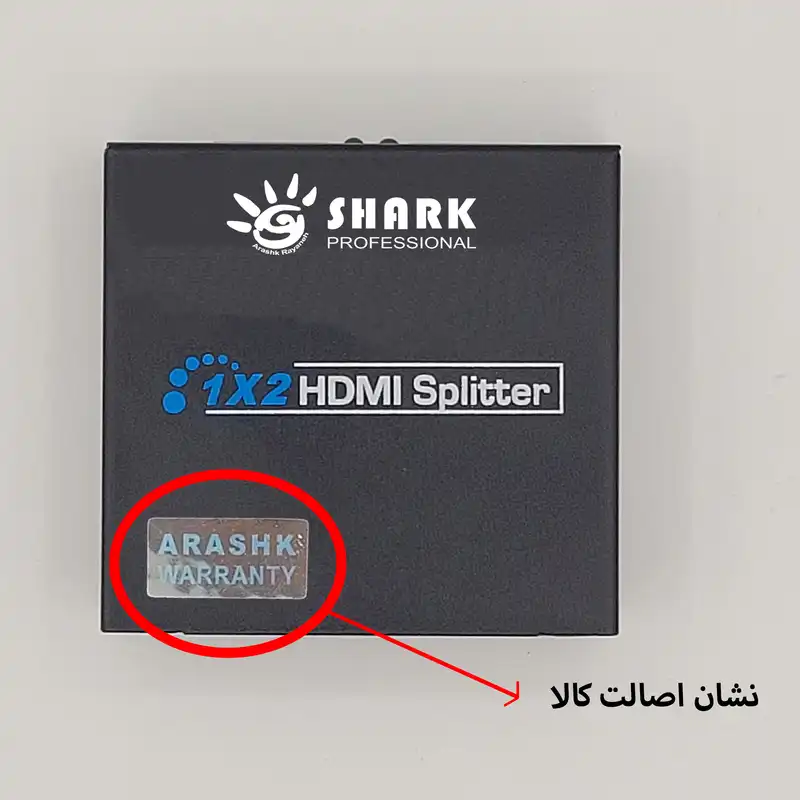 SHARK
PROFESSIONAL
Arashk Rayaneh
1X2 HDMI Splitter
ARASHK
WARRANTY
نشان اصالت کالا